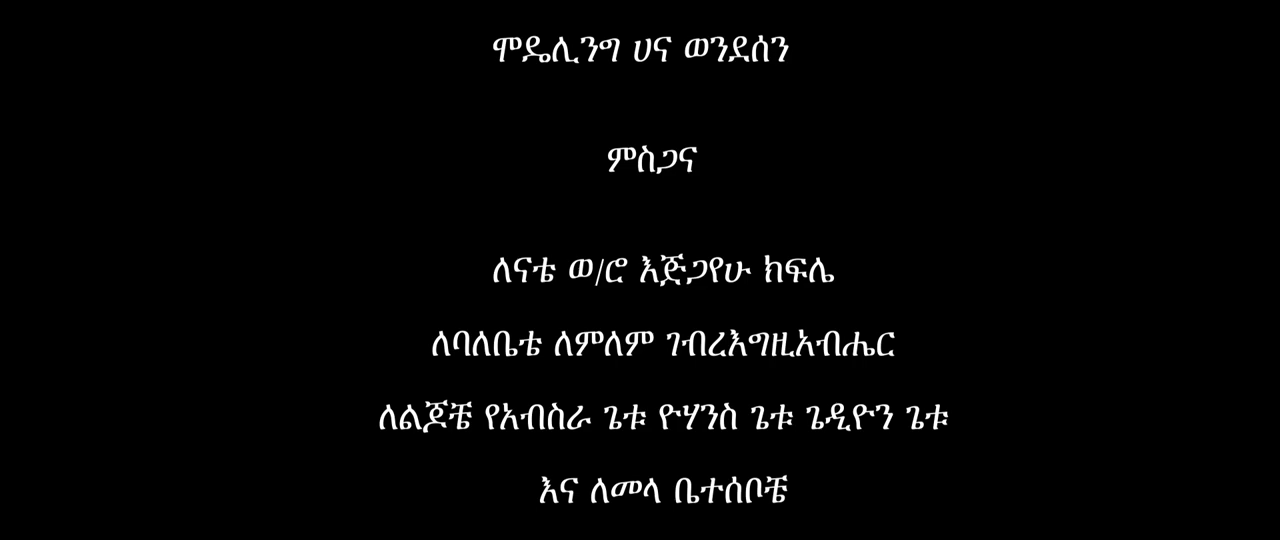 ሞዴሊንግ ሀና ወንደሰን
ምስጋና
ለናቴ ወ/ሮ እጅጋየሁ ክፍሌ
ለባለቤቴ ለምለም ገብረእግዚአብሔር
ለልጆቼ የአብስራ ጌቱ ዮሃንስ ጌቱ ጌዲዮን ጌቱ
እና ለመላ ቤተሰቦቼ